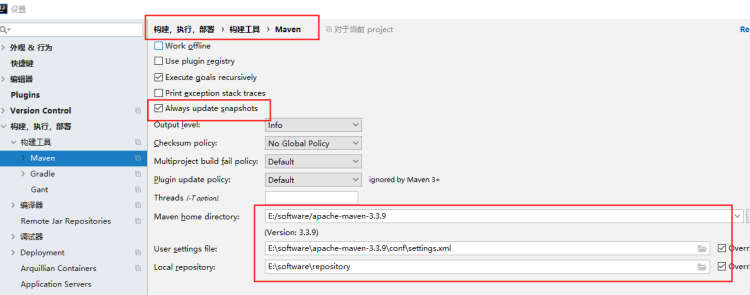 设置
构建，执行，部署 › 构建工具 › Maven 对于当前 project Re
外观 & 行为 Work offline
快捷键 Use plugin registry
编辑器 Execute goals recursively
Plugins Print exception stack traces
Version Control Always update snapshots
构建，执行，部署 Output level: Info
构建工具 Checksum policy: No Global Policy
Maven Multiproject build fail policy: Default
Gradle Plugin update policy: Default ignored by Maven 3+
Gant Threads (-T option)
编译器 Maven home directory: E:/software/apache-maven-3.3.9
Remote Jar Repositories (Version: 3.3.9)
调试器
Deployment User settings file: E:\software\apache-maven-3.3.9\conf\settings.xml Overr
Arquillian Containers Local repository: E:\software\repository Overr
Application Servers